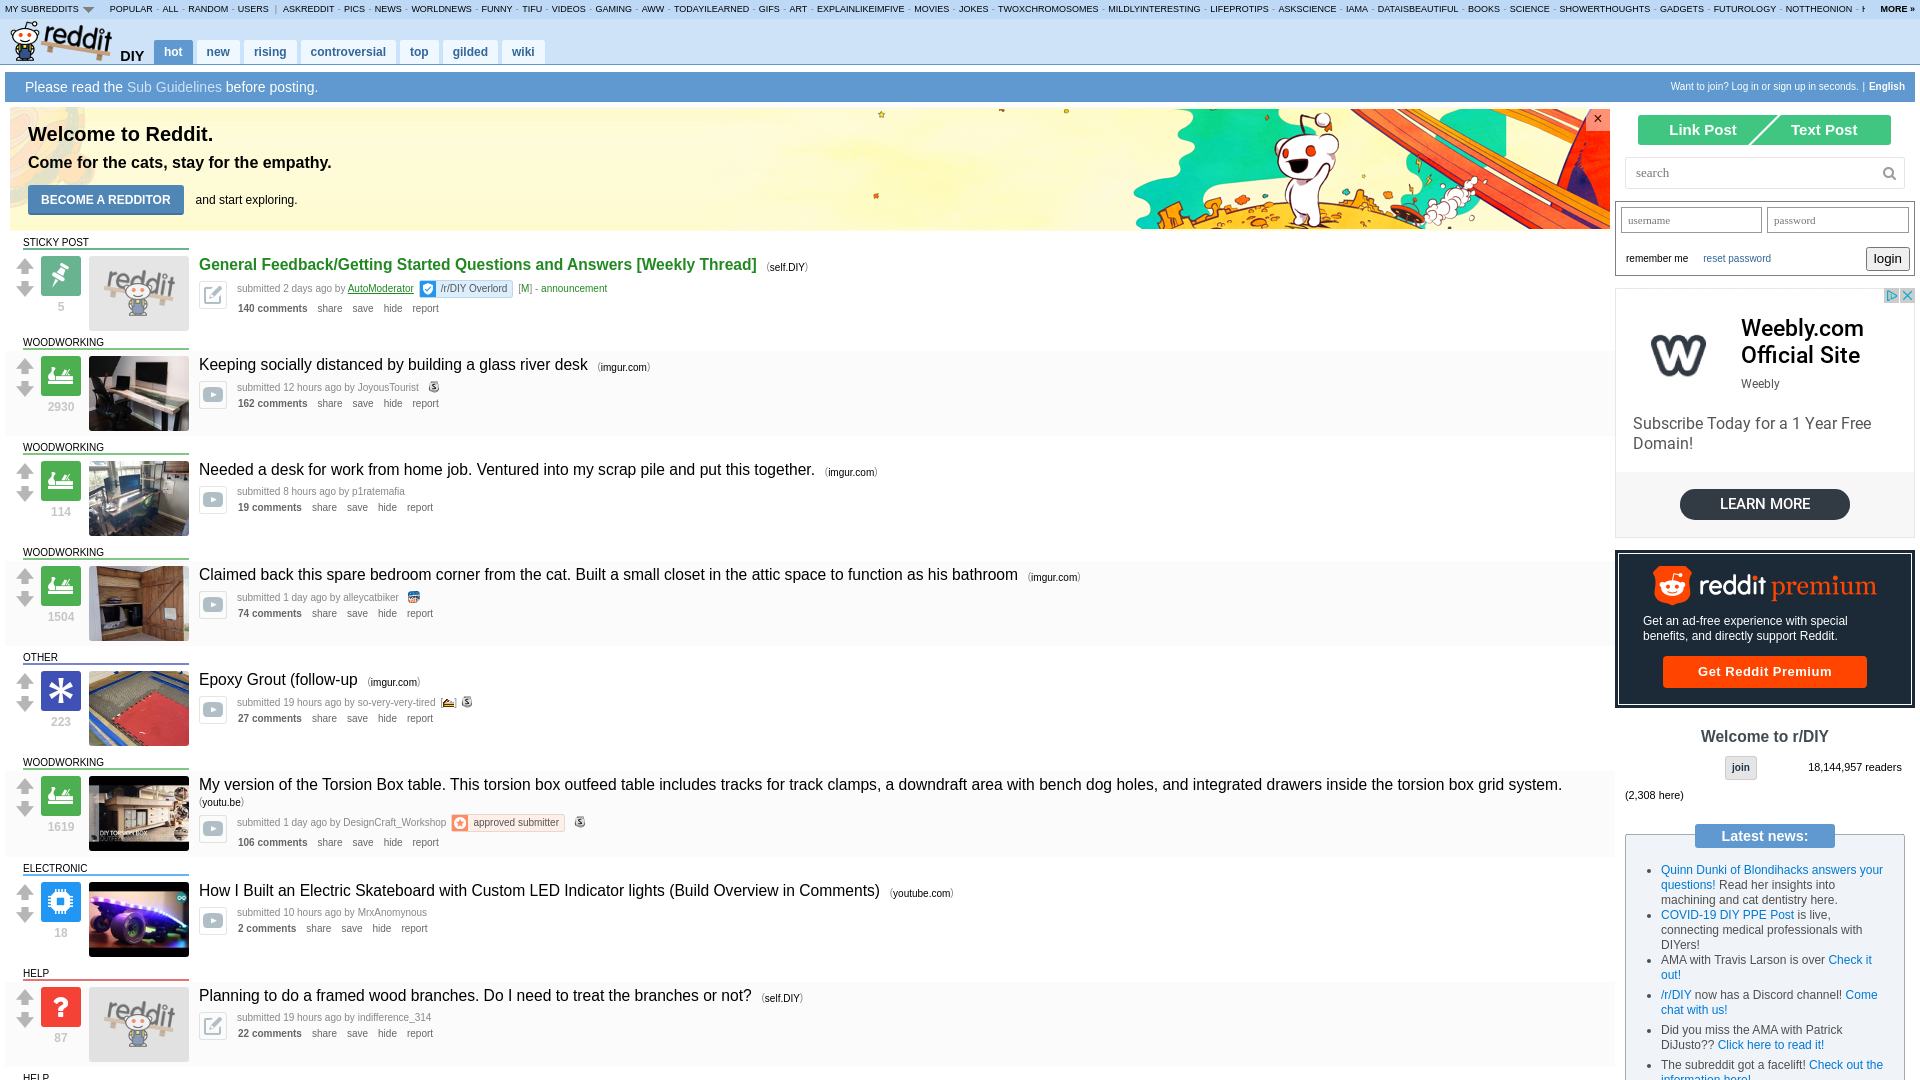 MY SUBREDDITS POPULAR - ALL - RANDOM - USERS | ASKREDDIT - PICS - NEWS - WORLDNEWS - FUNNY - TIFU - VIDEOS - GAMING - AWW - TODAYILEARNED - GIFS - ART - EXPLAINLIKEIMFIVE - MOVIES - JOKES - TWOXCHROMOSOMES - MILDLYINTERESTING - LIFEPROTIPS - ASKSCIENCE - IAMA - DATAISBEAUTIFUL - BOOKS - SCIENCE - SHOWERTHOUGHTS - GADGETS - FUTUROLOGY - NOTTHEONION - MORE »
reddit DIY hot new rising controversial top gilded wiki
Please read the Sub Guidelines before posting.
Want to join? Log in or sign up in seconds. | English
Welcome to Reddit.
Come for the cats, stay for the empathy.
BECOME A REDDITOR and start exploring.
×
STICKY POST
5
reddit
General Feedback/Getting Started Questions and Answers [Weekly Thread] (self.DIY)
submitted 2 days ago by AutoModerator /r/DIY Overlord [M] - announcement
140 comments share save hide report
WOODWORKING
2930
Keeping socially distanced by building a glass river desk (imgur.com)
submitted 12 hours ago by JoyousTourist
162 comments share save hide report
WOODWORKING
114
Needed a desk for work from home job. Ventured into my scrap pile and put this together. (imgur.com)
submitted 8 hours ago by p1ratemafia
19 comments share save hide report
WOODWORKING
1504
Claimed back this spare bedroom corner from the cat. Built a small closet in the attic space to function as his bathroom (imgur.com)
submitted 1 day ago by alleycatbiker
74 comments share save hide report
OTHER
223
Epoxy Grout (follow-up (imgur.com)
submitted 19 hours ago by so-very-very-tired
27 comments share save hide report
WOODWORKING
1619
DIY TORSION BOX
My version of the Torsion Box table. This torsion box outfeed table includes tracks for track clamps, a downdraft area with bench dog holes, and integrated drawers inside the torsion box grid system.
(youtu.be)
submitted 1 day ago by DesignCraft_Workshop approved submitter
106 comments share save hide report
ELECTRONIC
18
How I Built an Electric Skateboard with Custom LED Indicator lights (Build Overview in Comments) (youtube.com)
submitted 10 hours ago by MrxAnomynous
2 comments share save hide report
HELP
?
87
reddit
Planning to do a framed wood branches. Do I need to treat the branches or not? (self.DIY)
submitted 19 hours ago by indifference_314
22 comments share save hide report
HELP
Link Post Text Post
search
username password
remember me reset password login
W
Weebly.com
Official Site
Weebly
Subscribe Today for a 1 Year Free
Domain!
LEARN MORE
reddit premium
Get an ad-free experience with special
benefits, and directly support Reddit.
Get Reddit Premium
Welcome to r/DIY
join 18,144,957 readers
(2,308 here)
Latest news:
Quinn Dunki of Blondihacks answers your
questions! Read her insights into
machining and cat dentistry here.
COVID-19 DIY PPE Post is live,
connecting medical professionals with
DIYers!
AMA with Travis Larson is over Check it
out!
/r/DIY now has a Discord channel! Come
chat with us!
Did you miss the AMA with Patrick
DiJusto?? Click here to read it!
The subreddit got a facelift! Check out the
information here!